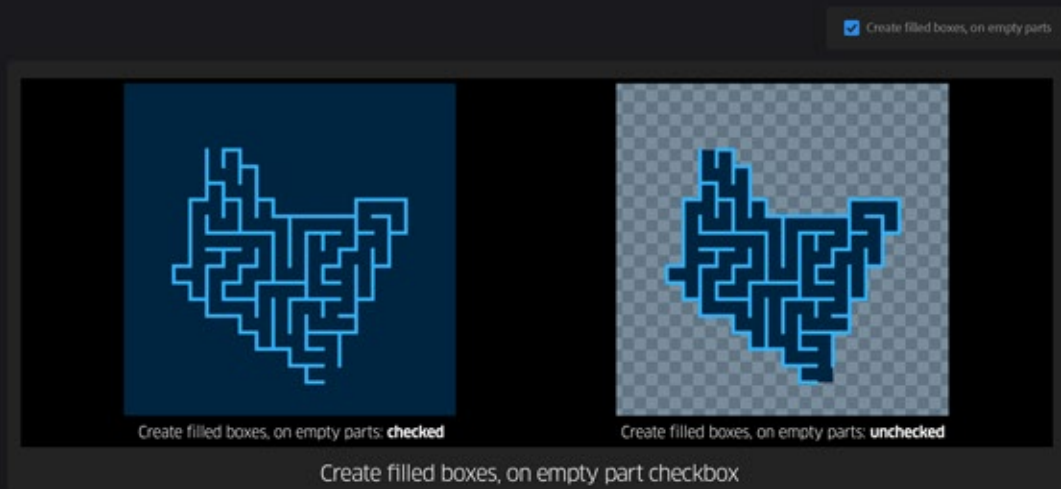 Create filled boxes, on empty parts
Create filled boxes, on empty parts: checked
Create filled boxes, on empty parts: unchecked
Create filled boxes, on empty part checkbox